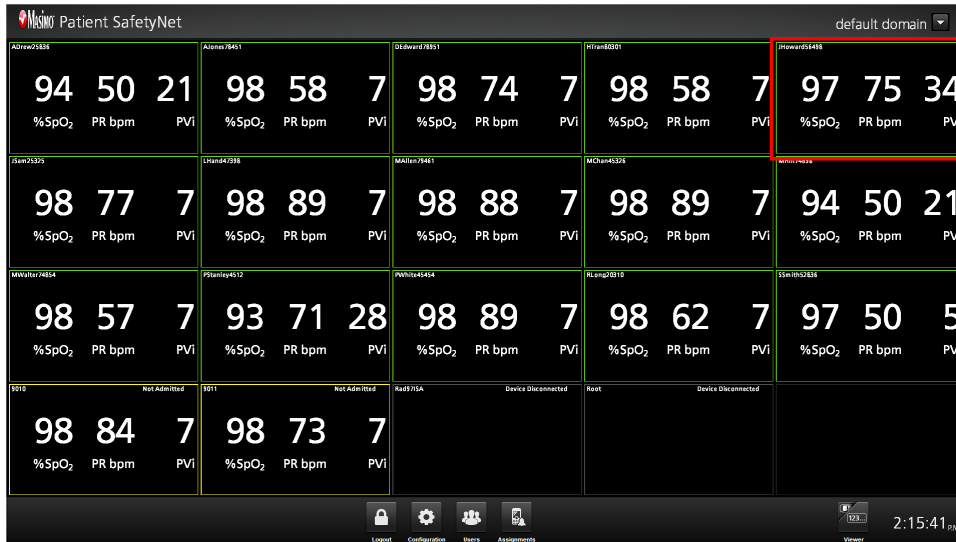 Masimo Patient SafetyNet
default domain
ADrew25836 AJones78451 DEdward78951 HTran80301 JHoward56498
94 50 21 98 58 7 98 74 7 98 58 7 97 75 34
%SpO2 PR bpm PVi %SpO2 PR bpm PVi %SpO2 PR bpm PVi %SpO2 PR bpm PVi %SpO2 PR bpm PV
JSam25325 LHand47398 MAllen79461 MChan45326
98 77 7 98 89 7 98 88 7 98 89 7 94 50 21
%SpO2 PR bpm PVi %SpO2 PR bpm PVi %SpO2 PR bpm PVi %SpO2 PR bpm PVi %SpO2 PR bpm PV
MWalter74854 PStanley4512 PWhite45454 RLong20310 SSmith52836
98 57 7 93 71 28 98 89 7 98 62 7 97 50 5
%SpO2 PR bpm PVi %SpO2 PR bpm PVi %SpO2 PR bpm PVi %SpO2 PR bpm PVi %SpO2 PR bpm PV
9010 Not Admitted 9011 Not Admitted Rad97ISA Device Disconnected Root Device Disconnected
98 84 7 98 73 7
%SpO2 PR bpm PVi %SpO2 PR bpm PVi
123...
2:15:41 P.M
Logout Configuration Users Assignments Viewer